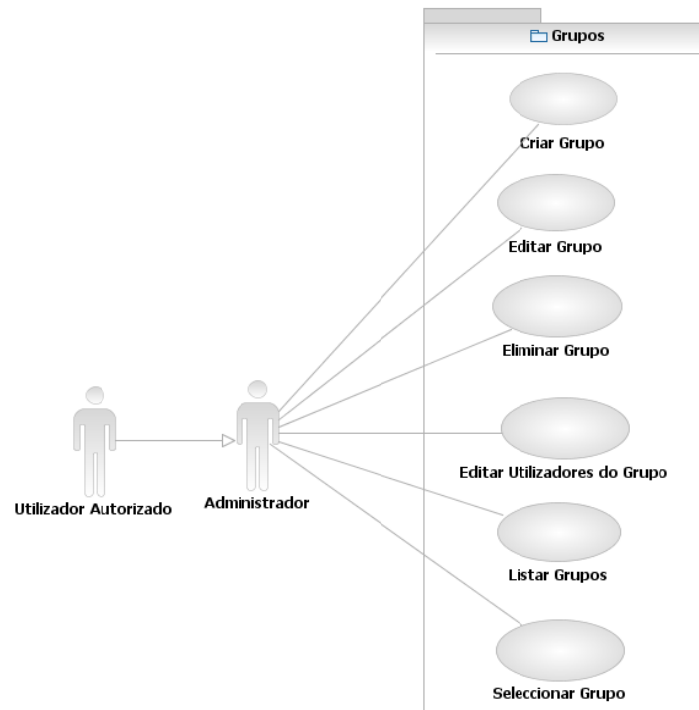 Grupos
Criar Grupo
Editar Grupo
Eliminar Grupo
Editar Utilizadores do Grupo
Utilizador Autorizado
Administrador
Listar Grupos
Seleccionar Grupo